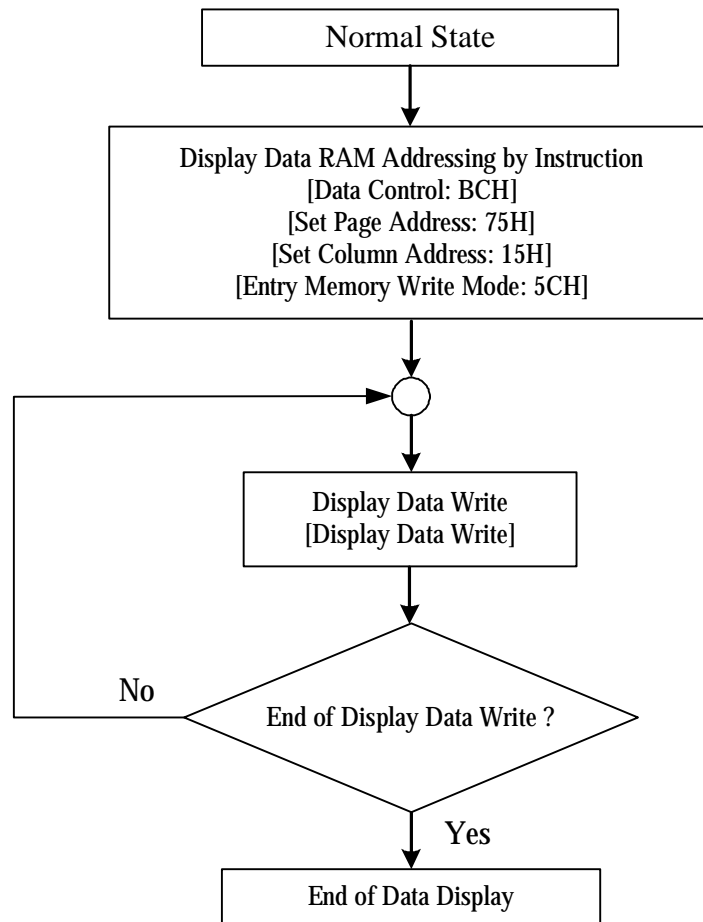 Normal State
Display Data RAM Addressing by Instruction
[Data Control: BCH]
[Set Page Address: 75H]
[Set Column Address: 15H]
[Entry Memory Write Mode: 5CH]
Display Data Write
[Display Data Write]
No
End of Display Data Write ?
Yes
End of Data Display